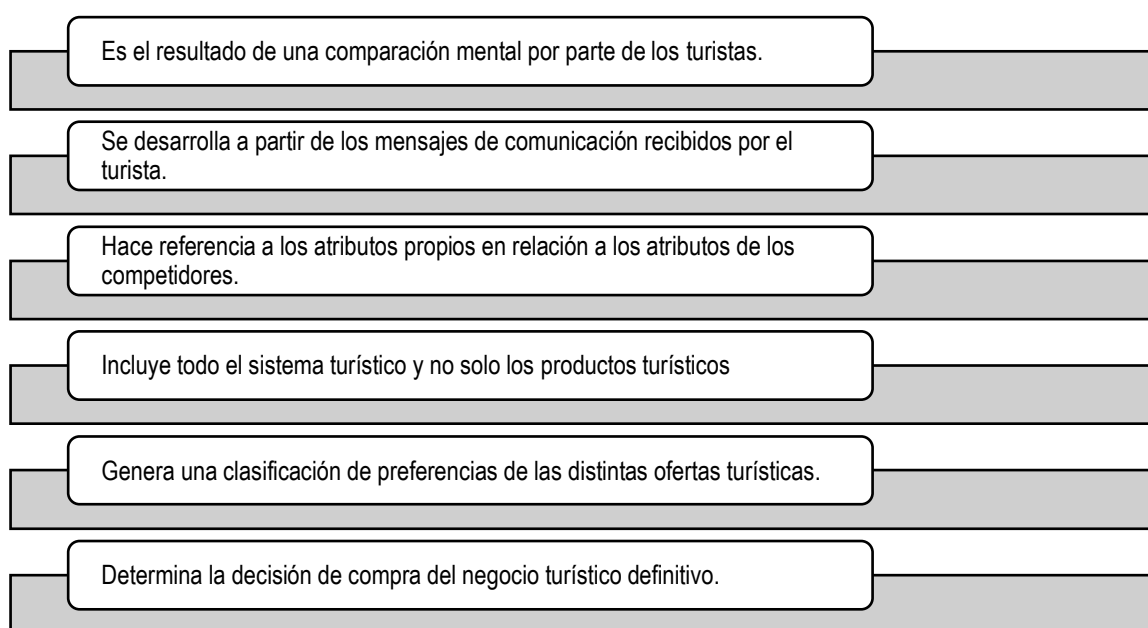 Es el resultado de una comparación mental por parte de los turistas.
Se desarrolla a partir de los mensajes de comunicación recibidos por el
turista.
Hace referencia a los atributos propios en relación a los atributos de los
competidores.
Incluye todo el sistema turístico y no solo los productos turísticos
Genera una clasificación de preferencias de las distintas ofertas turísticas.
Determina la decisión de compra del negocio turístico definitivo.